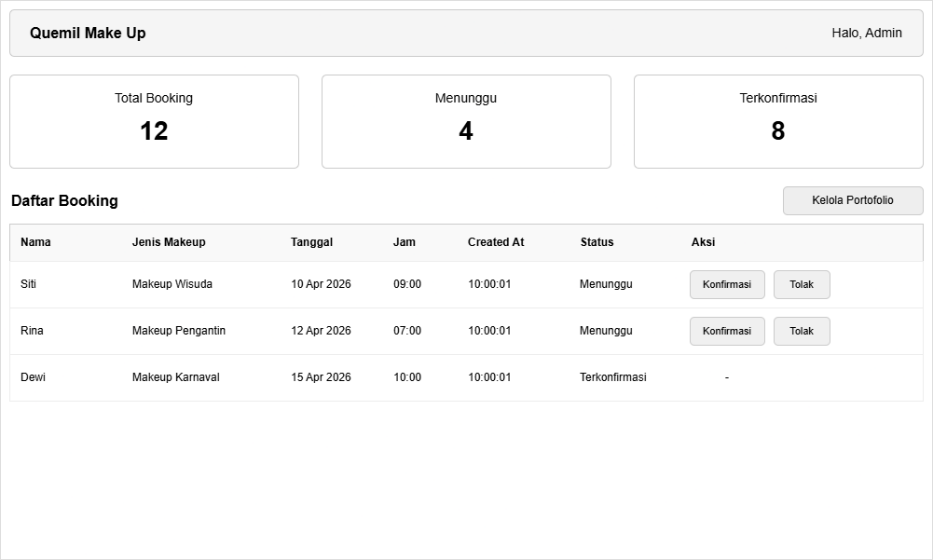 Quemil Make Up Halo, Admin
Total Booking Menunggu Terkonfirmasi
12 4 8
Daftar Booking Kelola Portofolio
Nama Jenis Makeup Tanggal Jam Created At Status Aksi
Siti Makeup Wisuda 10 Apr 2026 09:00 10:00:01 Menunggu Konfirmasi Tolak
Rina Makeup Pengantin 12 Apr 2026 07:00 10:00:01 Menunggu Konfirmasi Tolak
Dewi Makeup Karnaval 15 Apr 2026 10:00 10:00:01 Terkonfirmasi -